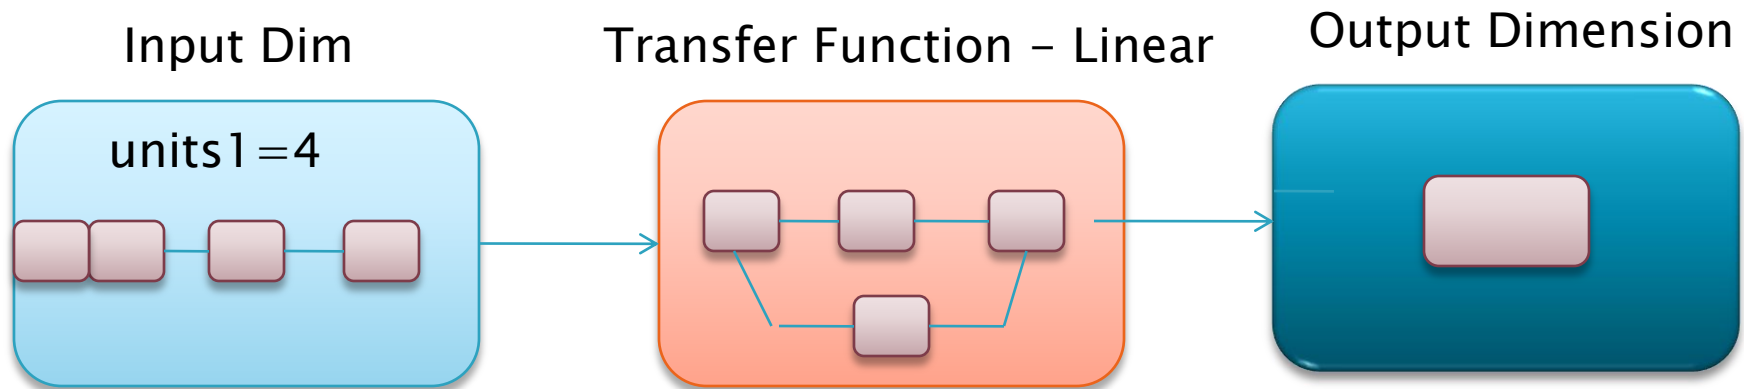 Input Dim
Transfer Function – Linear
Output Dimension
units1=4